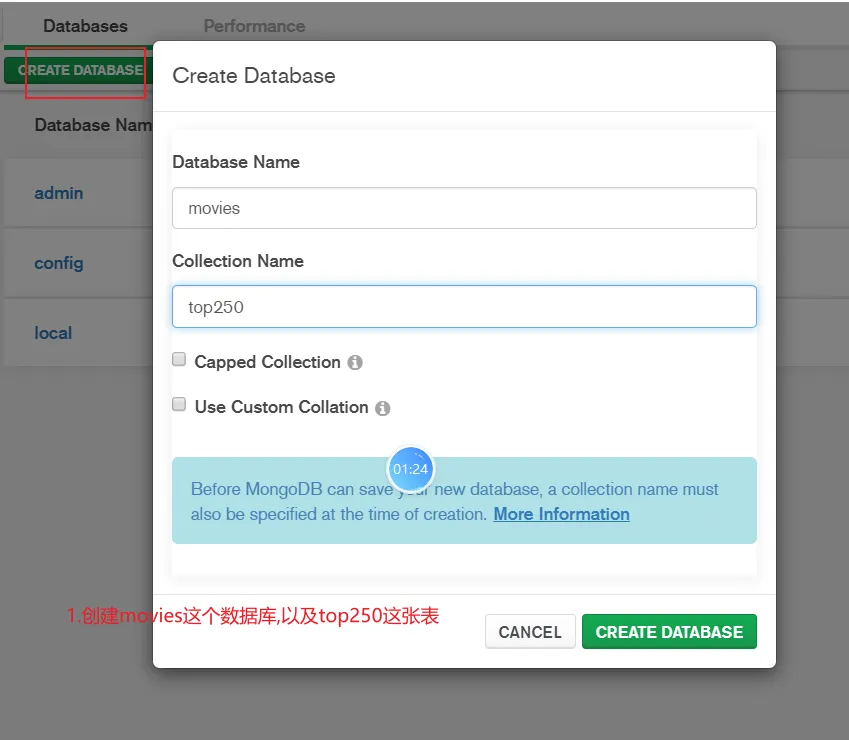 Databases Performance
CREATE DATABASE
Create Database
Database Nam
Database Name
admin
movies
config
Collection Name
top250
local
Capped Collection
Use Custom Collation
01:24
Before MongoDB can save your new database, a collection name must
also be specified at the time of creation. More Information
1.创建movies这个数据库,以及top250这张表
CANCEL CREATE DATABASE